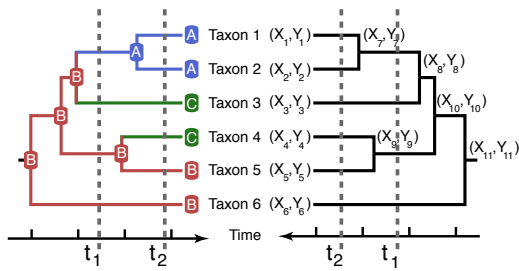 A Taxon 1 (X₁,Y₁) (X₇,Y₇)
A Taxon 2 (X₂,Y₂) (X₈,Y₈)
B
B C Taxon 3 (X₃,Y₃) (X₁₀,Y₁₀)
C Taxon 4 (X₄,Y₄) (X₉,Y₉)
B B (X₁₁,Y₁₁)
B Taxon 5 (X₅,Y₅)
B Taxon 6 (X₆,Y₆)
Time
t₁ t₂ t₂ t₁